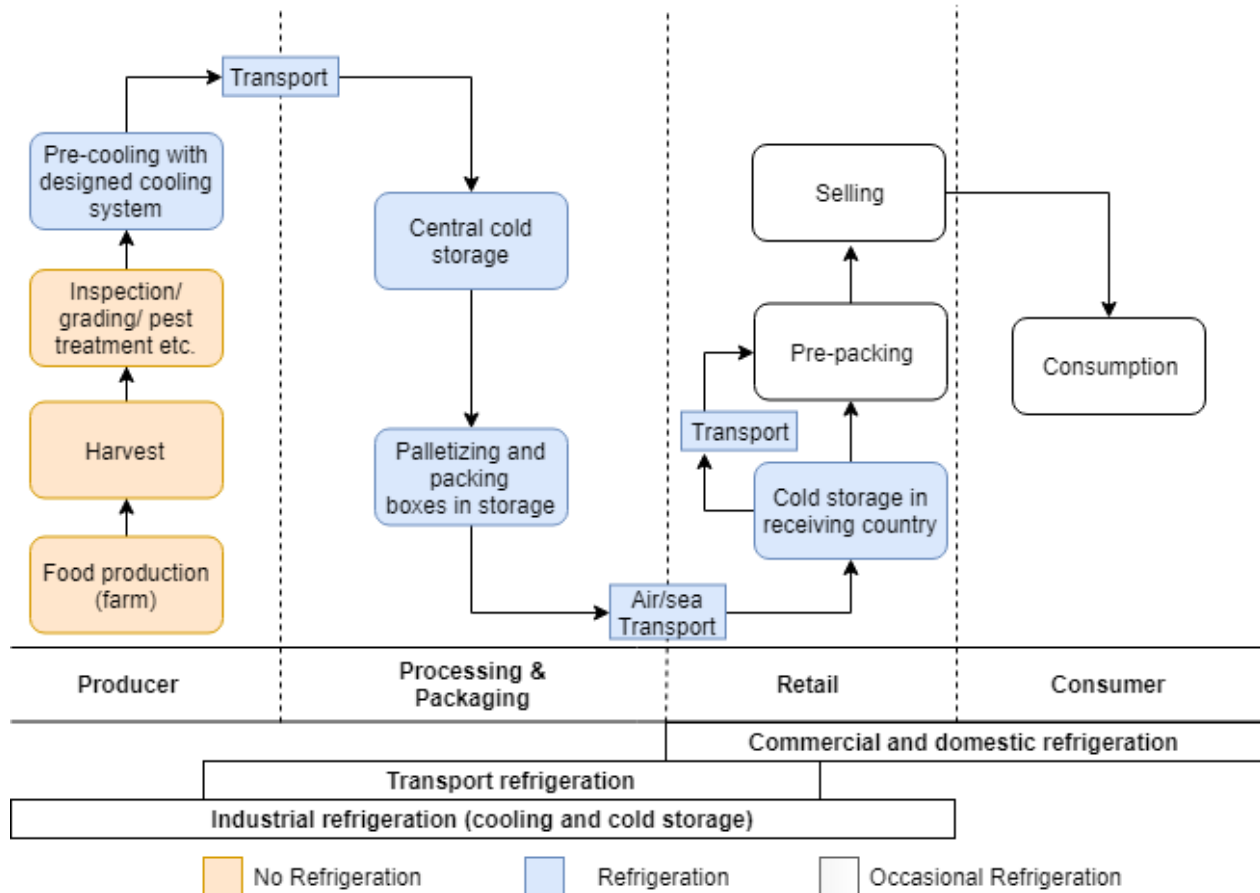 Transport
Pre-cooling with
designed cooling
system
Inspection/
grading/ pest
treatment etc.
Harvest
Food production
(farm)
Central cold
storage
Palletizing and
packing
boxes in storage
Air/sea
Transport
Selling
Pre-packing
Transport
Cold storage in
receiving country
Consumption
Producer
Processing &
Packaging
Retail
Consumer
Commercial and domestic refrigeration
Transport refrigeration
Industrial refrigeration (cooling and cold storage)
No Refrigeration
Refrigeration
Occasional Refrigeration